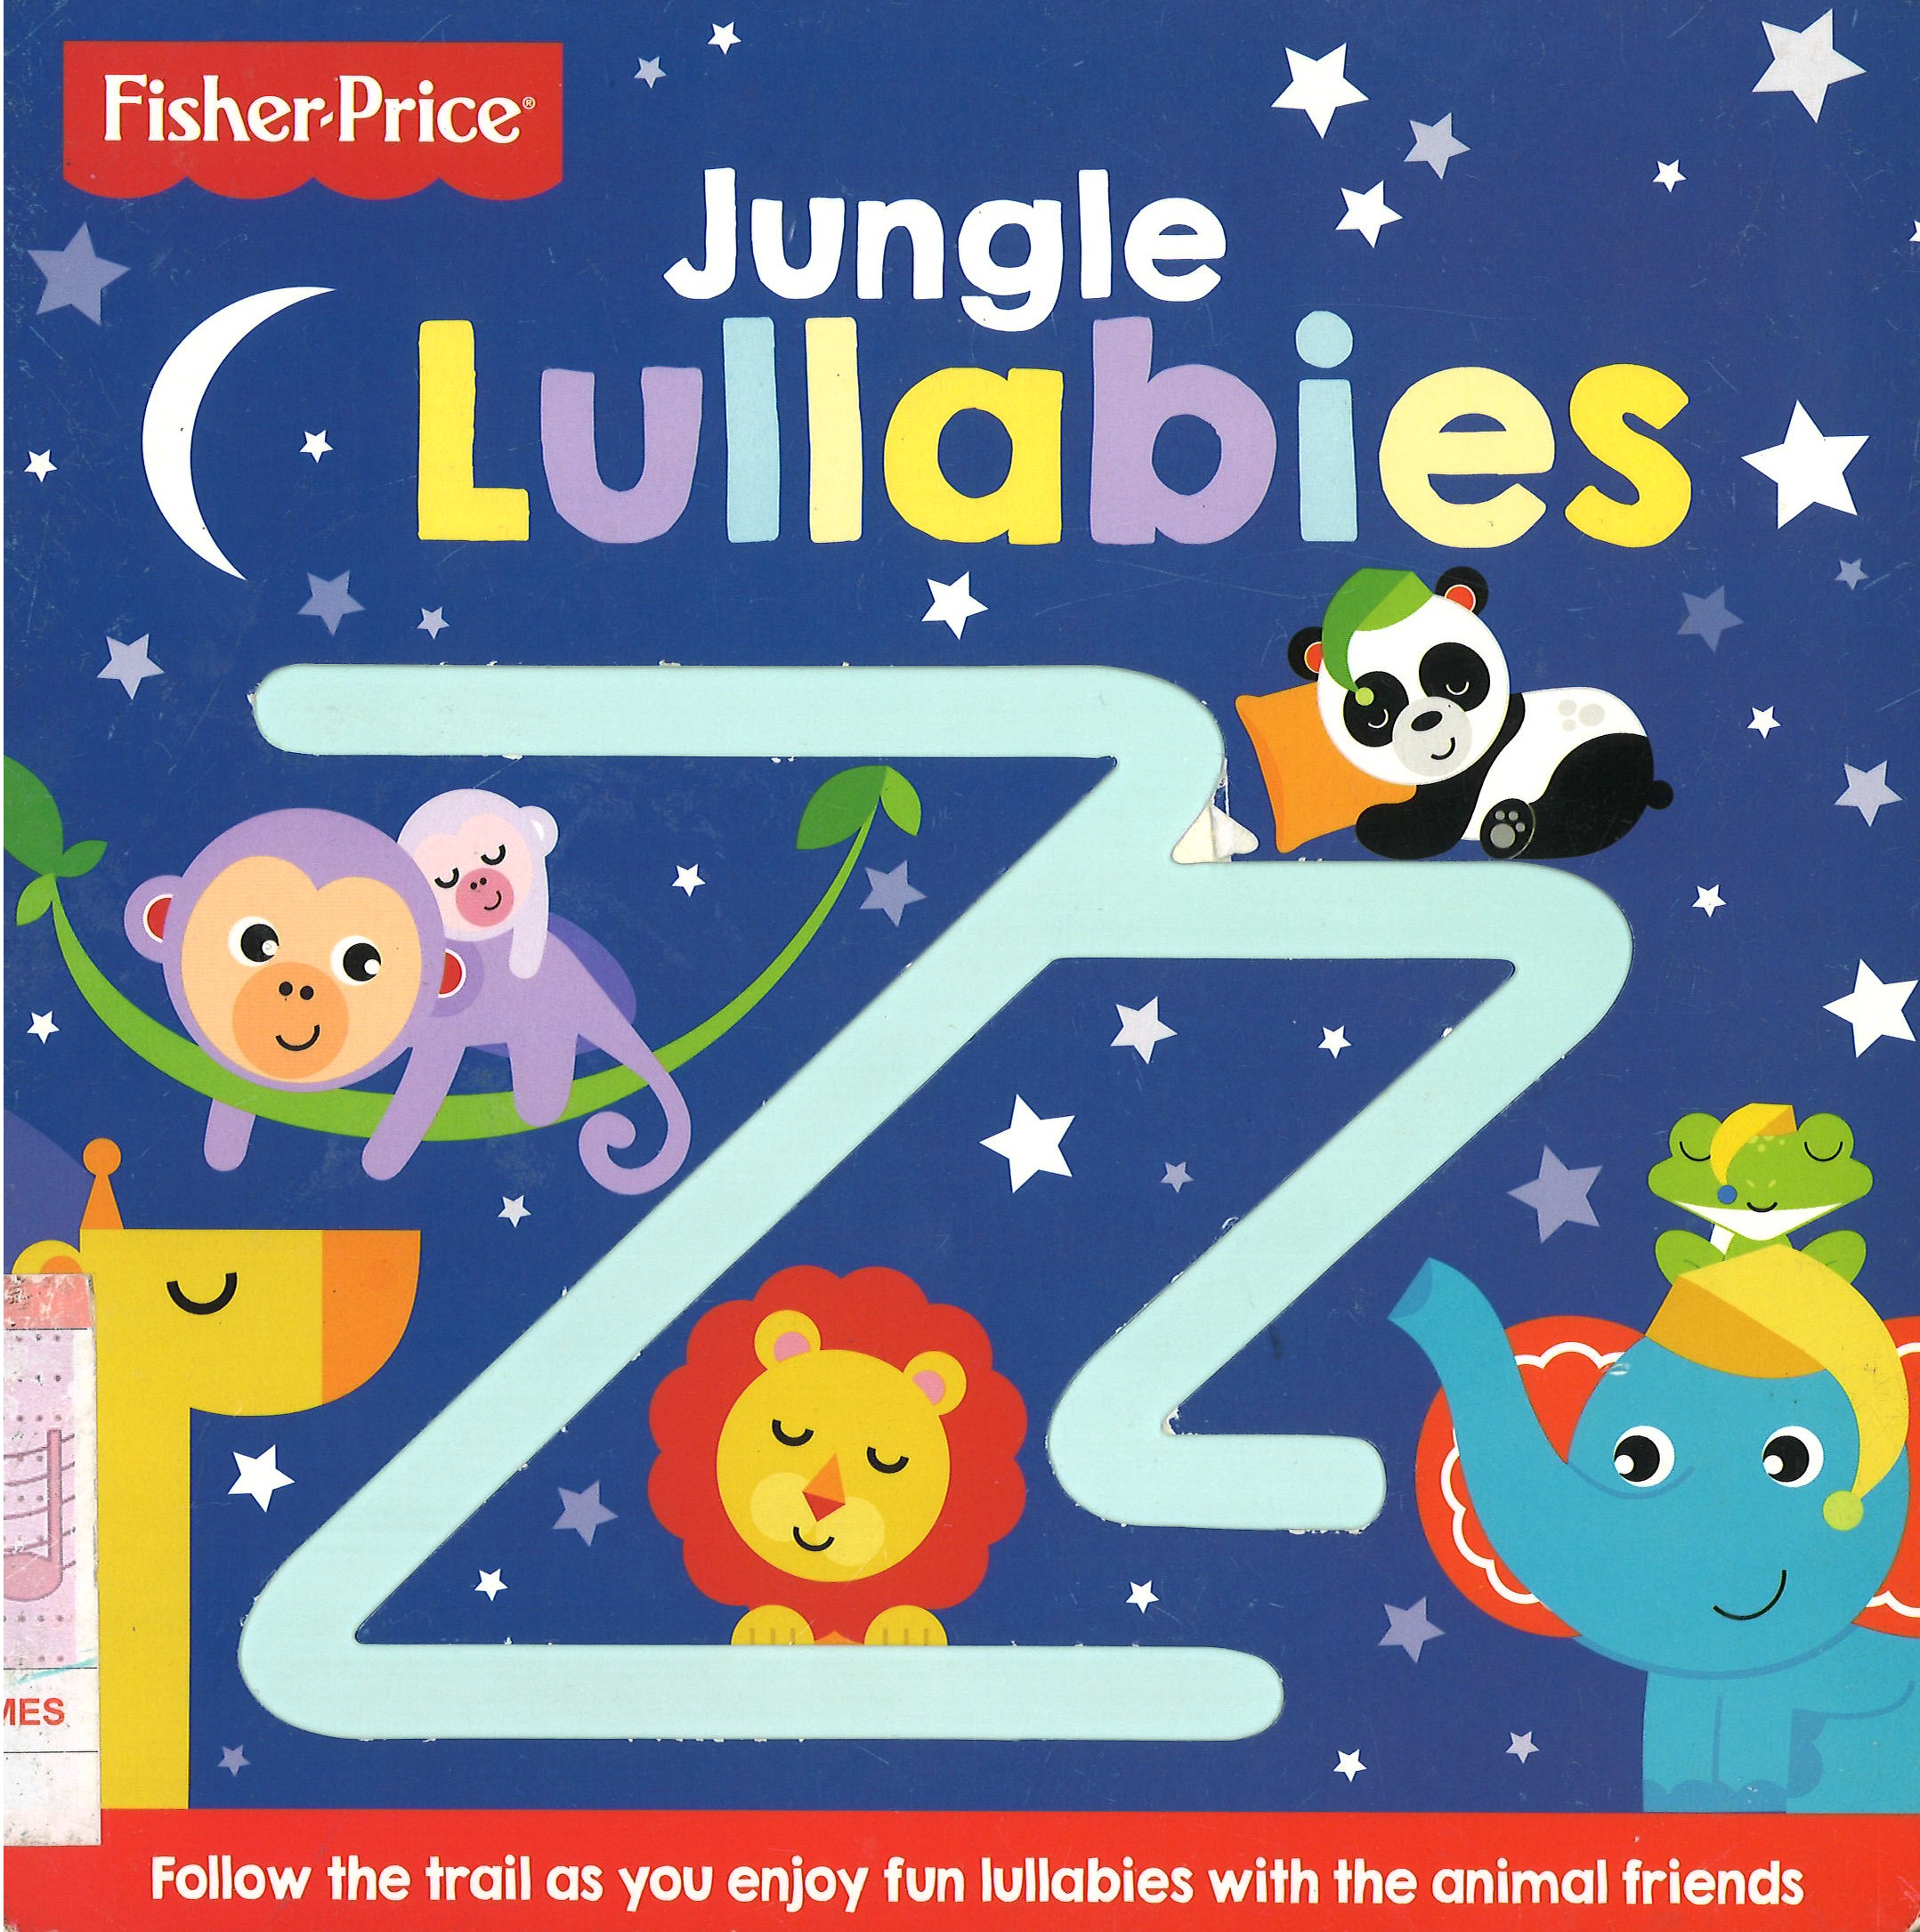 Fisher-Price®
Jungle
Lullabies
MES
Follow the trail as you enjoy fun lullabies with the animal friends